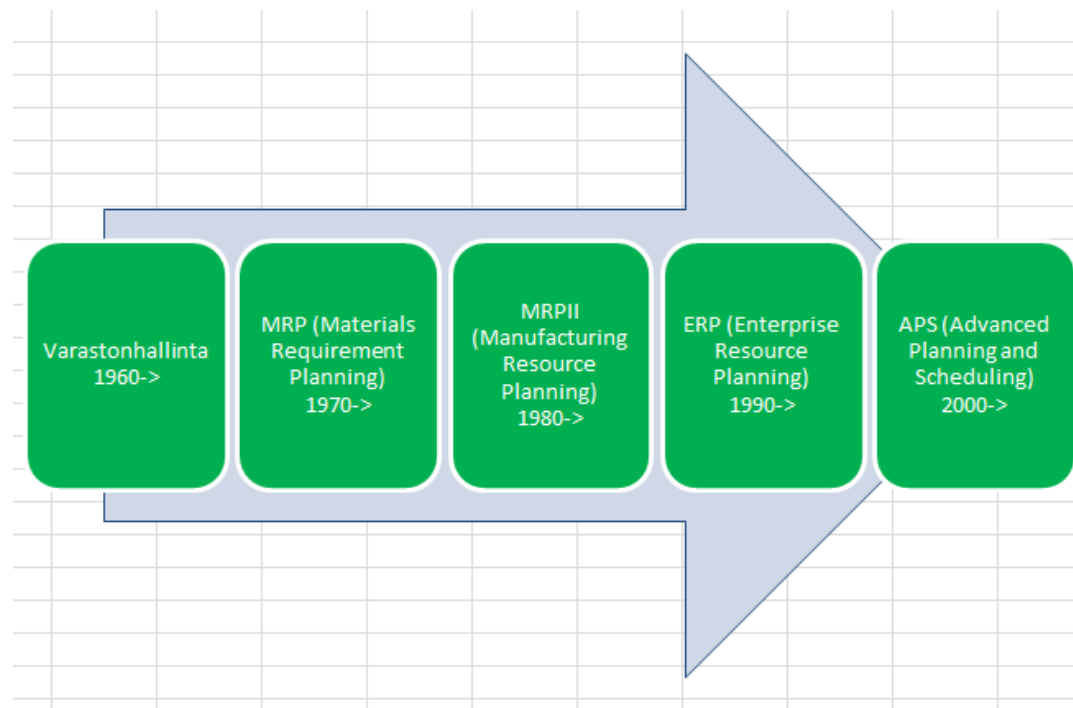 Varastonhallinta
1960->
MRP (Materials
Requirement
Planning)
1970->
MRPII
(Manufacturing
Resource
Planning)
1980->
ERP (Enterprise
Resource
Planning)
1990->
APS (Advanced
Planning and
Scheduling)
2000->